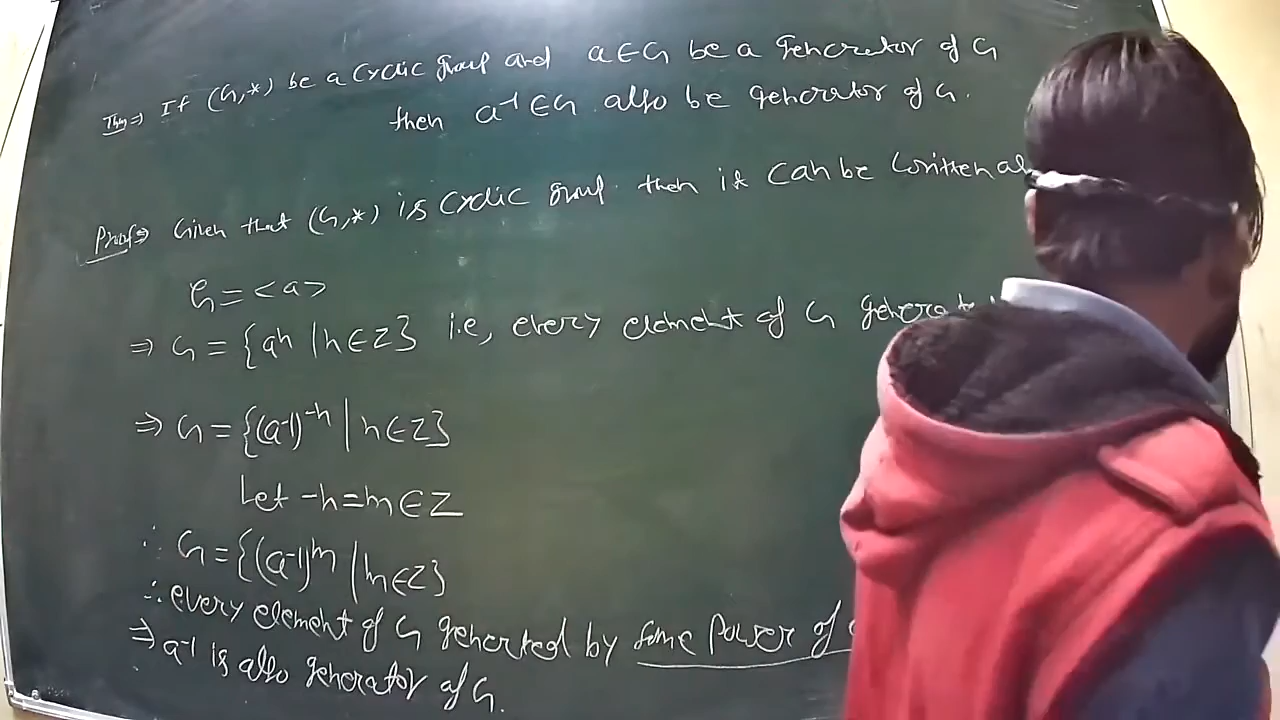 Thm⇒ If (G,*) be a cyclic group and a∈G be a generator of G
then a⁻¹∈G also be generator of G.
Proof⇒ Given that (G,*) is cyclic group. then it can be written as
G=<a>
⇒ G = {aⁿ | n∈Z} i.e, every element of G
⇒ G = {(a⁻¹)⁻ⁿ | n∈Z}
Let -n=m∈Z
∴ G={(a⁻¹)ᵐ | m∈Z}
∴ every element of G generted by some power of
⇒ a⁻¹ is also generator of G.